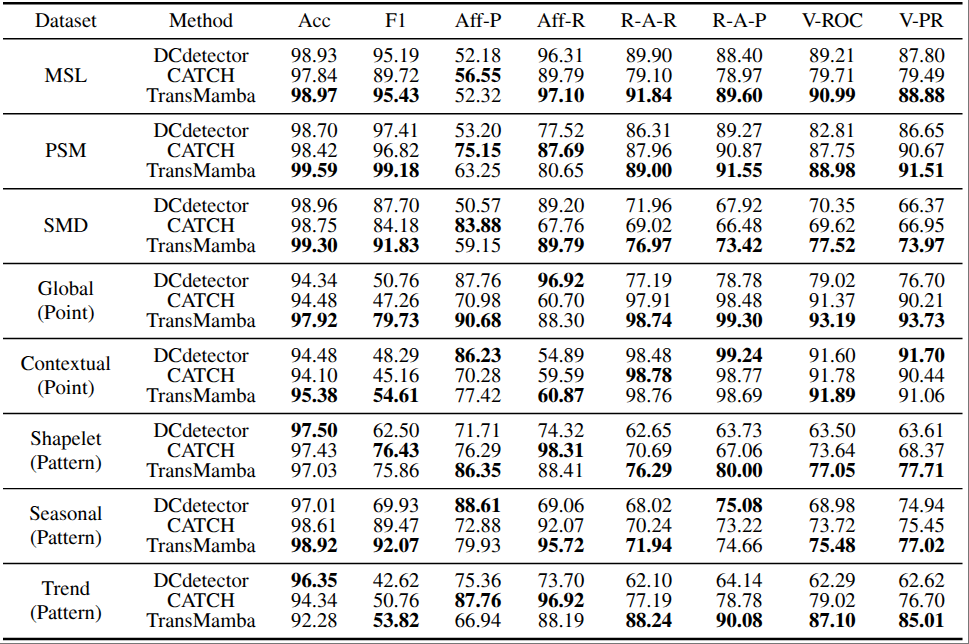 Dataset Method Acc F1 Aff-P Aff-R R-A-R R-A-P V-ROC V-PR
MSL
DCdetector 98.93 95.19 52.18 96.31 89.90 88.40 89.21 87.80
CATCH 97.84 89.72 56.55 89.79 79.10 78.97 79.71 79.49
TransMamba 98.97 95.43 52.32 97.10 91.84 89.60 90.99 88.88
PSM
DCdetector 98.70 97.41 53.20 77.52 86.31 89.27 82.81 86.65
CATCH 98.42 96.82 75.15 87.69 87.96 90.87 87.75 90.67
TransMamba 99.59 99.18 63.25 80.65 89.00 91.55 88.98 91.51
SMD
DCdetector 98.96 87.70 50.57 89.20 71.96 67.92 70.35 66.37
CATCH 98.75 84.18 83.88 67.76 69.02 66.48 69.62 66.95
TransMamba 99.30 91.83 59.15 89.79 76.97 73.42 77.52 73.97
Global
(Point)
DCdetector 94.34 50.76 87.76 96.92 77.19 78.78 79.02 76.70
CATCH 94.48 47.26 70.98 60.70 97.91 98.48 91.37 90.21
TransMamba 97.92 79.73 90.68 88.30 98.74 99.30 93.19 93.73
Contextual
(Point)
DCdetector 94.48 48.29 86.23 54.89 98.48 99.24 91.60 91.70
CATCH 94.10 45.16 70.28 59.59 98.78 98.77 91.78 90.44
TransMamba 95.38 54.61 77.42 60.87 98.76 98.69 91.89 91.06
Shapelet
(Pattern)
DCdetector 97.50 62.50 71.71 74.32 62.65 63.73 63.50 63.61
CATCH 97.43 76.43 76.29 98.31 70.69 67.06 73.64 68.37
TransMamba 97.03 75.86 86.35 88.41 76.29 80.00 77.05 77.71
Seasonal
(Pattern)
DCdetector 97.01 69.93 88.61 69.06 68.02 75.08 68.98 74.94
CATCH 98.61 89.47 72.88 92.07 70.24 73.22 73.72 75.45
TransMamba 98.92 92.07 79.93 95.72 71.94 74.66 75.48 77.02
Trend
(Pattern)
DCdetector 96.35 42.62 75.36 73.70 62.10 64.14 62.29 62.62
CATCH 94.34 50.76 87.76 96.92 77.19 78.78 79.02 76.70
TransMamba 92.28 53.82 66.94 88.19 88.24 90.08 87.10 85.01